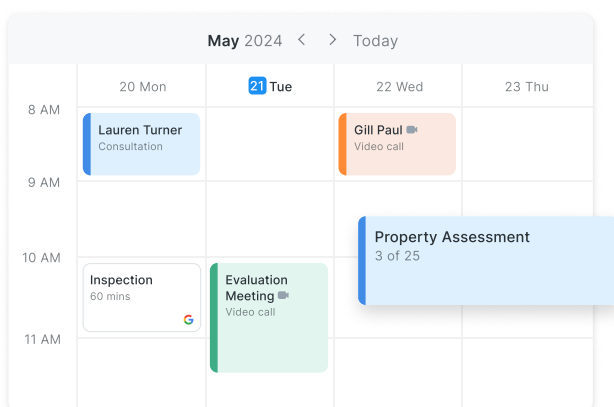 May 2024 Today
20 Mon
21 Tue
22 Wed
23 Thu
8 AM
Lauren Turner
Consultation
Gill Paul
Video call
9 AM
Property Assessment
3 of 25
10 AM
Inspection
60 mins
G
Evaluation
Meeting
Video call
11 AM